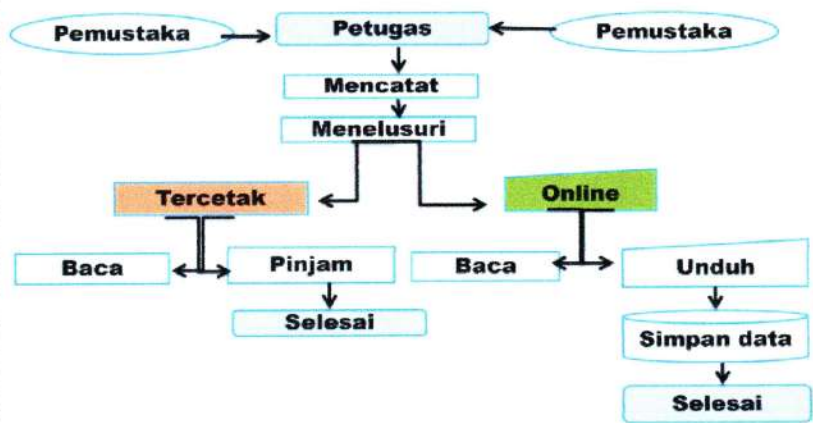 Pemustaka
Petugas
Pemustaka
Mencatat
Menelusuri
Tercetak
Online
Baca
Pinjam
Baca
Unduh
Selesai
Simpan data
Selesai